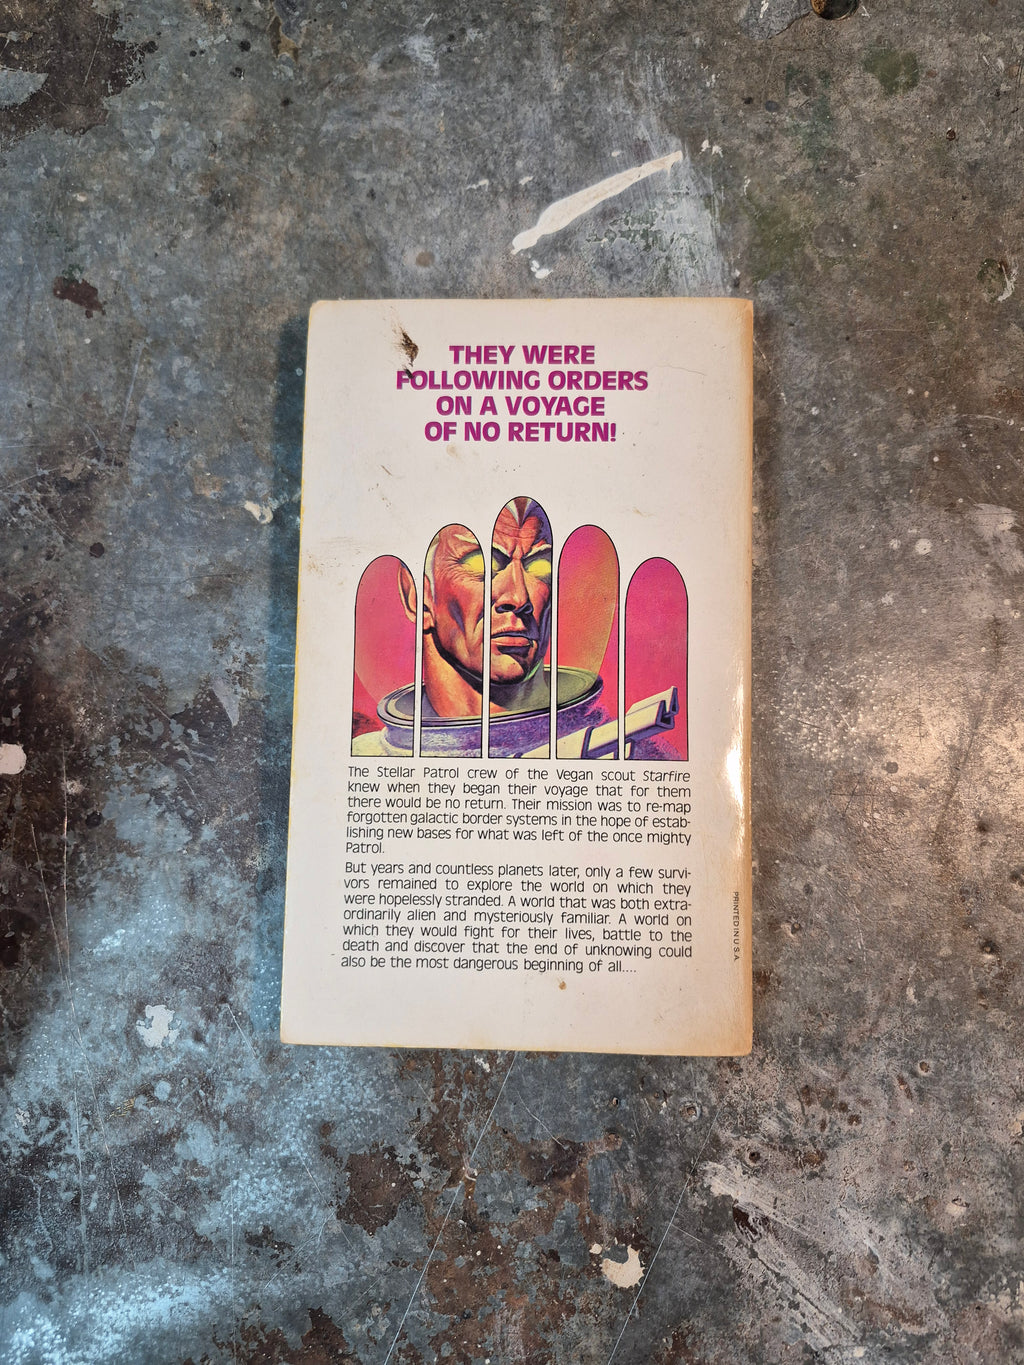 THEY WERE
FOLLOWING ORDERS
ON A VOYAGE
OF NO RETURN!
The Stellar Patrol crew of the Vegan scout Starfire
knew when they began their voyage that for them
there would be no return. Their mission was to re-map
forgotten galactic border systems in the hope of estab-
lishing new bases for what was left of the once mighty
Patrol.
But years and countless planets later, only a few survi-
vors remained to explore the world on which they
were hopelessly stranded. A world that was both extra-
ordinarily alien and mysteriously familiar. A world on
which they would fight for their lives, battle to the
death and discover that the end of unknowing could
also be the most dangerous beginning of all....
PRINTED IN U.S.A.